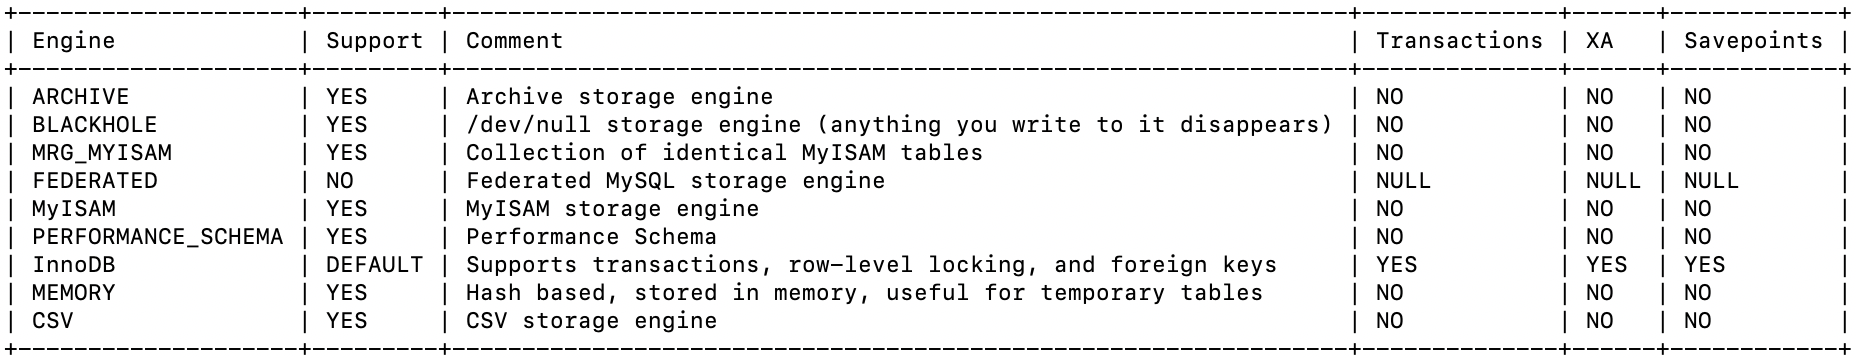 +--------------------+---------+----------------------------------------------------------------+--------------+------+------------+
| Engine             | Support | Comment                                                        | Transactions | XA   | Savepoints |
+--------------------+---------+----------------------------------------------------------------+--------------+------+------------+
| ARCHIVE            | YES     | Archive storage engine                                         | NO           | NO   | NO         |
| BLACKHOLE          | YES     | /dev/null storage engine (anything you write to it disappears) | NO           | NO   | NO         |
| MRG_MYISAM         | YES     | Collection of identical MyISAM tables                          | NO           | NO   | NO         |
| FEDERATED          | NO      | Federated MySQL storage engine                                 | NULL         | NULL | NULL       |
| MyISAM             | YES     | MyISAM storage engine                                          | NO           | NO   | NO         |
| PERFORMANCE_SCHEMA | YES     | Performance Schema                                             | NO           | NO   | NO         |
| InnoDB             | DEFAULT | Supports transactions, row-level locking, and foreign keys     | YES          | YES  | YES        |
| MEMORY             | YES     | Hash based, stored in memory, useful for temporary tables      | NO           | NO   | NO         |
| CSV                | YES     | CSV storage engine                                             | NO           | NO   | NO         |
+--------------------+---------+----------------------------------------------------------------+--------------+------+------------+